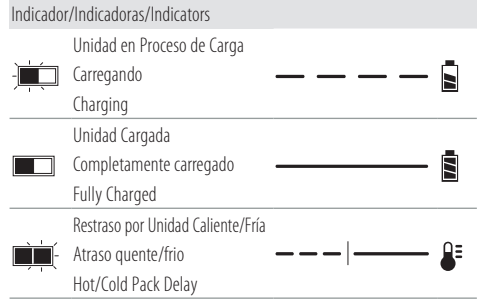 Indicador/Indicadoras/Indicators
Unidad en Proceso de Carga
Carregando
Charging
Unidad Cargada
Completamente carregado
Fully Charged
Restraso por Unidad Caliente/Fría
Atraso quente/frio
Hot/Cold Pack Delay